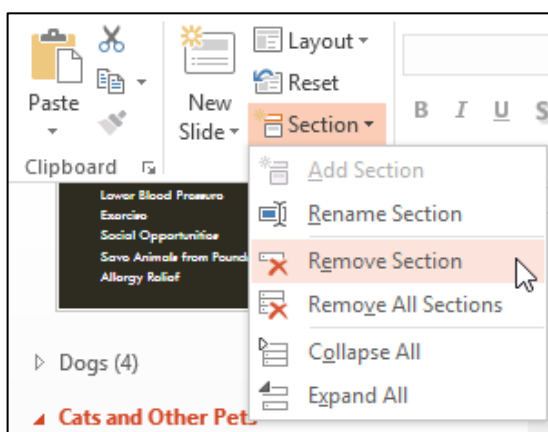 Layout
Reset
Paste
New
Slide
Section
B I U S
Clipboard
Add Section
Rename Section
Remove Section
Remove All Sections
Collapse All
Expand All
Lower Blood Pressure
Exercise
Social Opportunities
Save Animals from Pound
Allergy Relief
Dogs (4)
Cats and Other Pets